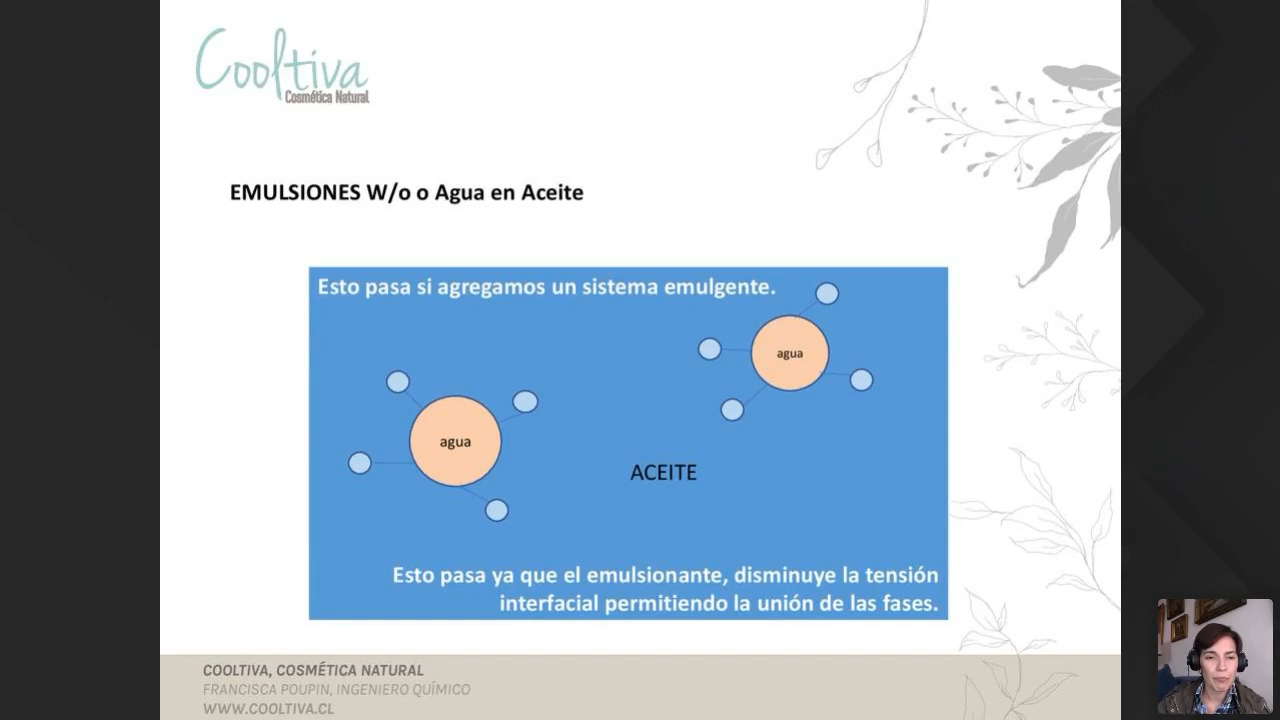 Cooltiva
Cosmética Natural
EMULSIONES W/o o Agua en Aceite
Esto pasa si agregamos un sistema emulgente.
agua
agua
ACEITE
Esto pasa ya que el emulsionante, disminuye la tensión
interfacial permitiendo la unión de las fases.
COOLTIVA, COSMÉTICA NATURAL
FRANCISCA POUPIN, INGENIERO QUÍMICO
WWW.COOLTIVA.CL